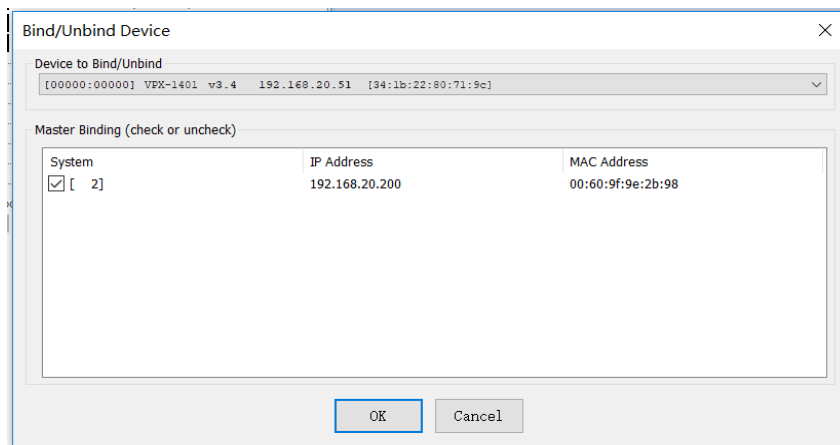 Bind/Unbind Device
Device to Bind/Unbind
[00000:00000] VPX-1401 v3.4 192.168.20.51 [34:1b:22:80:71:9c]
Master Binding (check or uncheck)
System IP Address MAC Address
[ 2] 192.168.20.200 00:60:9f:9e:2b:98
OK Cancel